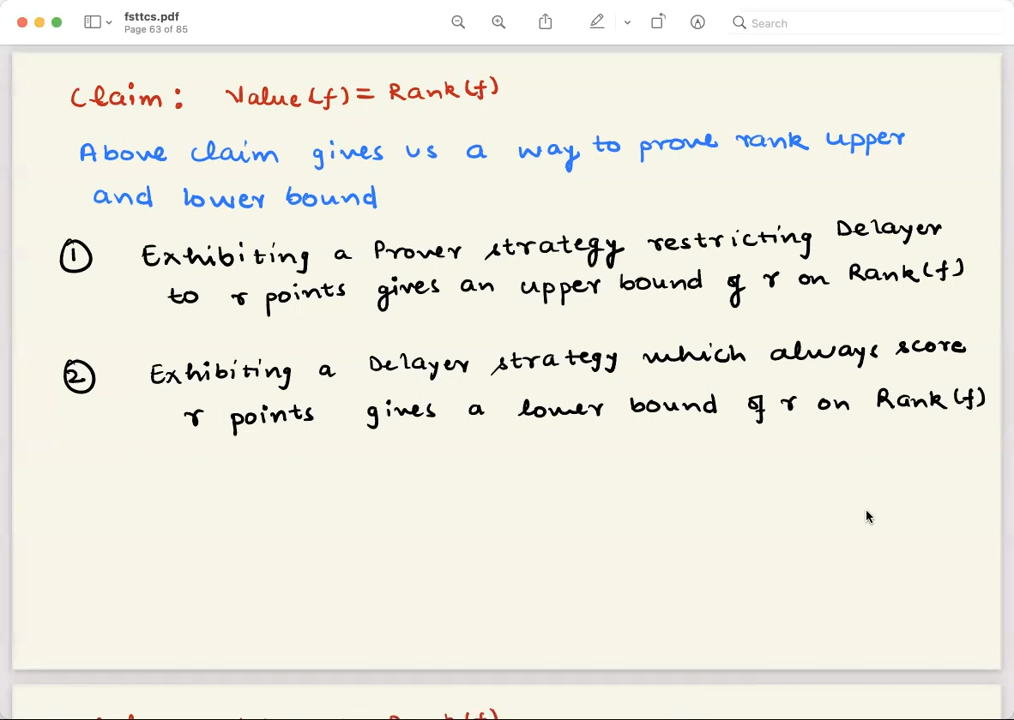 fsttcs.pdf
Page 63 of 85
Search
Claim: Value(f) = Rank(f)
Above claim gives us a way to prove rank upper
and lower bound
① Exhibiting a Prover strategy restricting Delayer
to r points gives an upper bound of r on Rank(f)
② Exhibiting a Delayer strategy which always score
r points gives a lower bound of r on Rank(f)